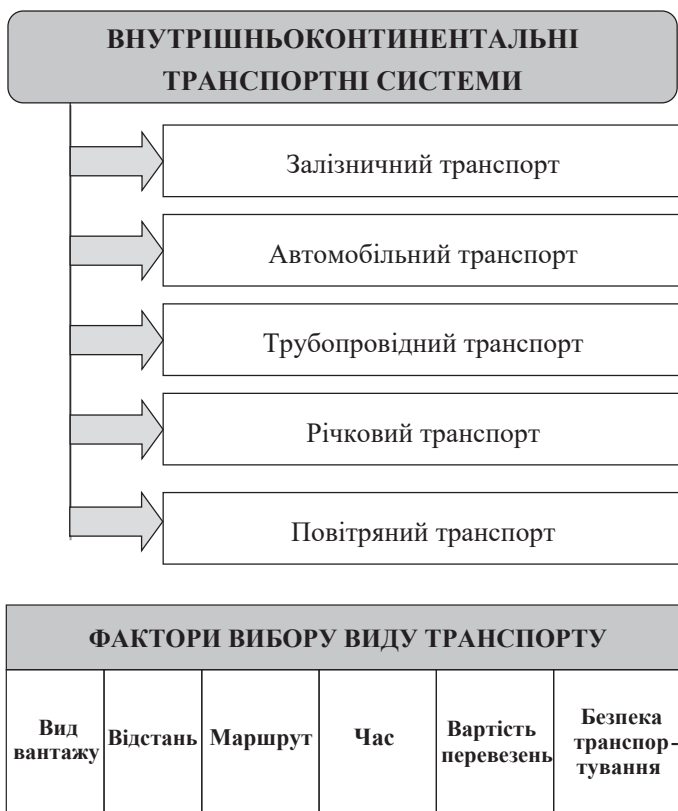 ВНУТРІШНЬОКОНТИНЕНТАЛЬНІ
ТРАНСПОРТНІ СИСТЕМИ
Залізничний транспорт
Автомобільний транспорт
Трубопровідний транспорт
Річковий транспорт
Повітряний транспорт
ФАКТОРИ ВИБОРУ ВИДУ ТРАНСПОРТУ
Вид
вантажу
Відстань
Маршрут
Час
Вартість
перевезень
Безпека
транспор-
тування